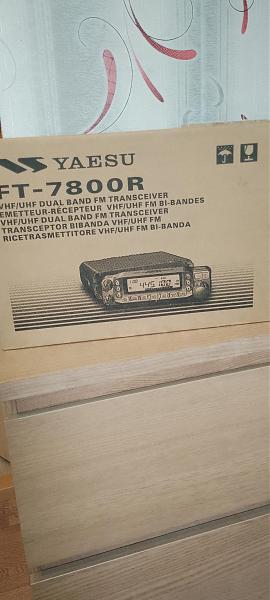 YAESU
FT-7800R
VHF/UHF DUAL BAND FM TRANSCEIVER
EMETTEUR-RÉCEPTEUR VHF/UHF FM BI-BANDES
VHF/UHF DUAL BAND FM TRANSCEIVER
TRANSCEPTOR BIBANDA VHF/UHF FM
RICETRASMETTITORE VHF/UHF FM BI-BANDA